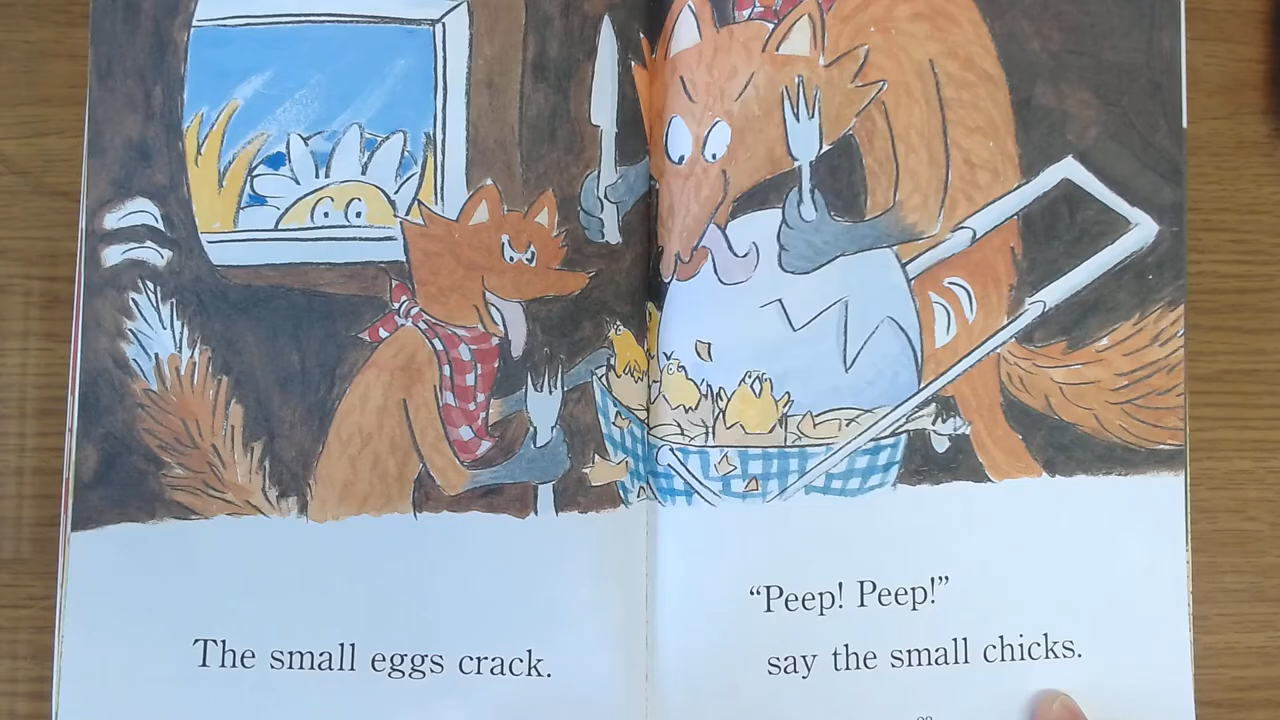 The small eggs crack.
“Peep! Peep!”
say the small chicks.